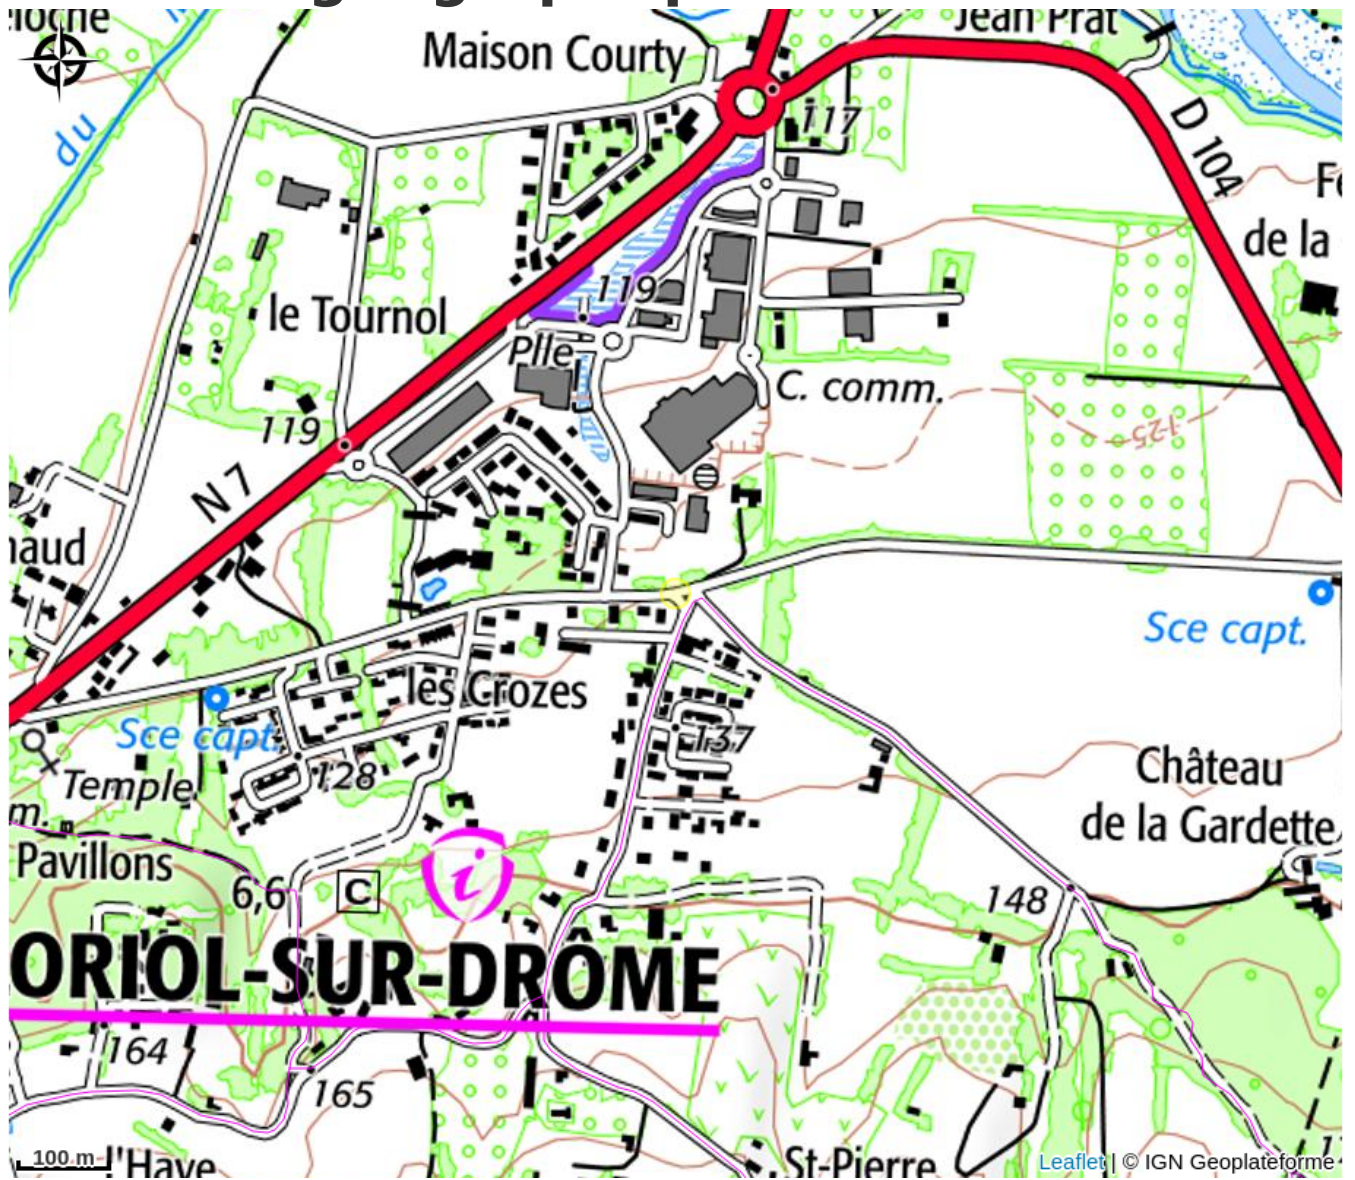 Jean Prat
Maison Courty
117
du
D 104
de la
119
le Tournol
Plle
C. comm.
119
125
N 7
naud
Sce capt.
les Crozes
Sce capt.
137
128
Temple
Château
de la Gardette
m.
Pavillons
6,6
C
i
148
ORIOL-SUR-DRÔME
164
165
100 m
l'Haye
St-Pierre
Leaflet | © IGN Geoplateforme